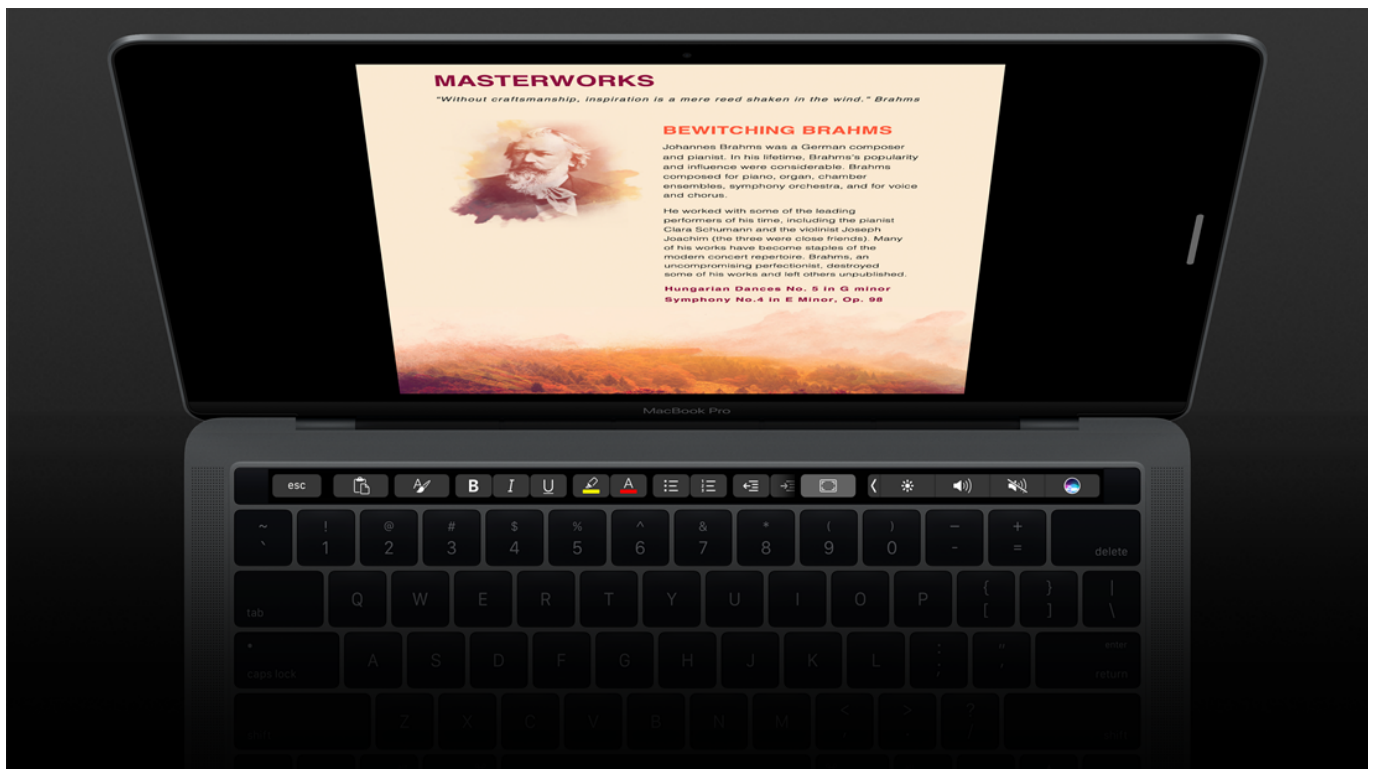 MASTERWORKS
"Without craftsmanship, inspiration is a mere reed shaken in the wind." Brahms
BEWITCHING BRAHMS
Johannes Brahms was a German composer
and pianist. In his lifetime, Brahms's popularity
and influence were considerable. Brahms
composed for piano, organ, chamber
ensembles, symphony orchestra, and for voice
and chorus.
He worked with some of the leading
performers of his time, including the pianist
Clara Schumann and the violinist Joseph
Joachim (the three were close friends). Many
of his works have become staples of the
modern concert repertoire. Brahms, an
uncompromising perfectionist, destroyed
some of his works and left others unpublished.
Hungarian Dances No. 5 in G minor
Symphony No.4 in E Minor, Op. 98
MacBook Pro
esc B I U A
~ ! @ # $ % ^ & * ( ) — +
` 1 2 3 4 5 6 7 8 9 0 - = delete
tab Q W E R T Y U I O P { [ } ] | \
caps lock A S D F G H J K L : ; " ' enter return
Z X C V B N M < , > . ? /